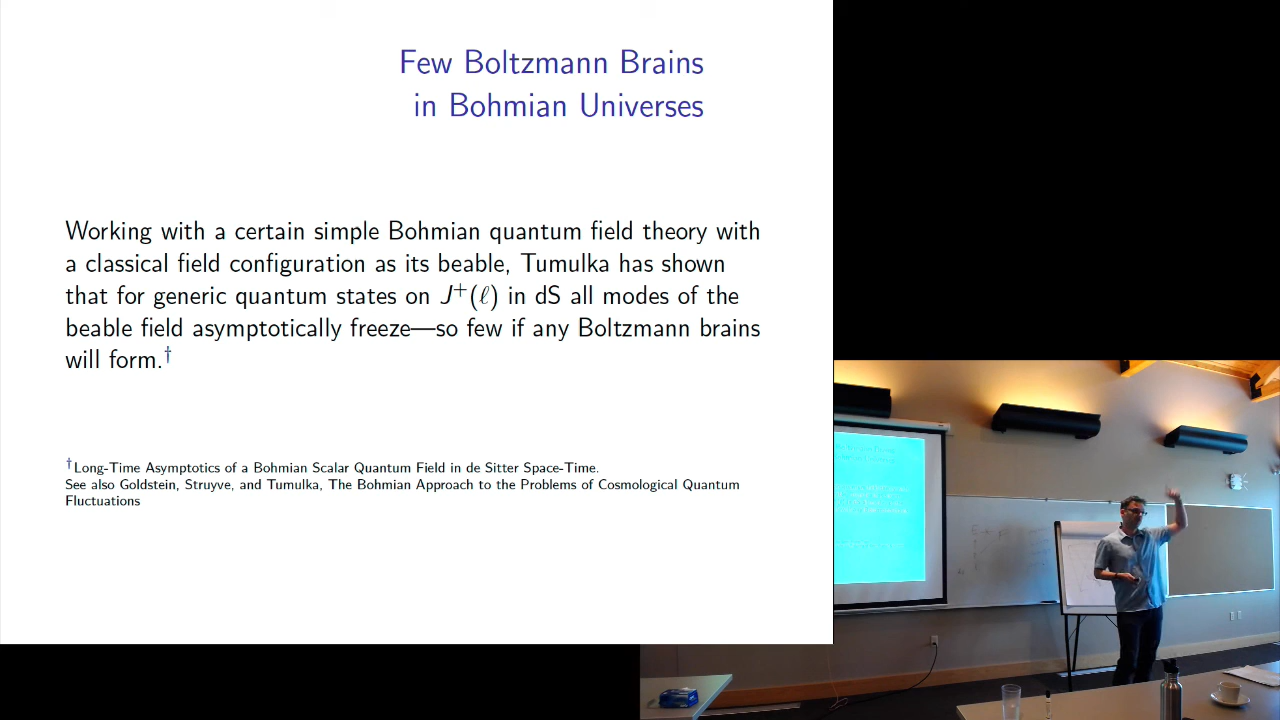 Few Boltzmann Brains
in Bohmian Universes
Working with a certain simple Bohmian quantum field theory with
a classical field configuration as its beable, Tumulka has shown
that for generic quantum states on J⁺(ℓ) in dS all modes of the
beable field asymptotically freeze—so few if any Boltzmann brains
will form.†
†Long-Time Asymptotics of a Bohmian Scalar Quantum Field in de Sitter Space-Time.
See also Goldstein, Struyve, and Tumulka, The Bohmian Approach to the Problems of Cosmological Quantum
Fluctuations